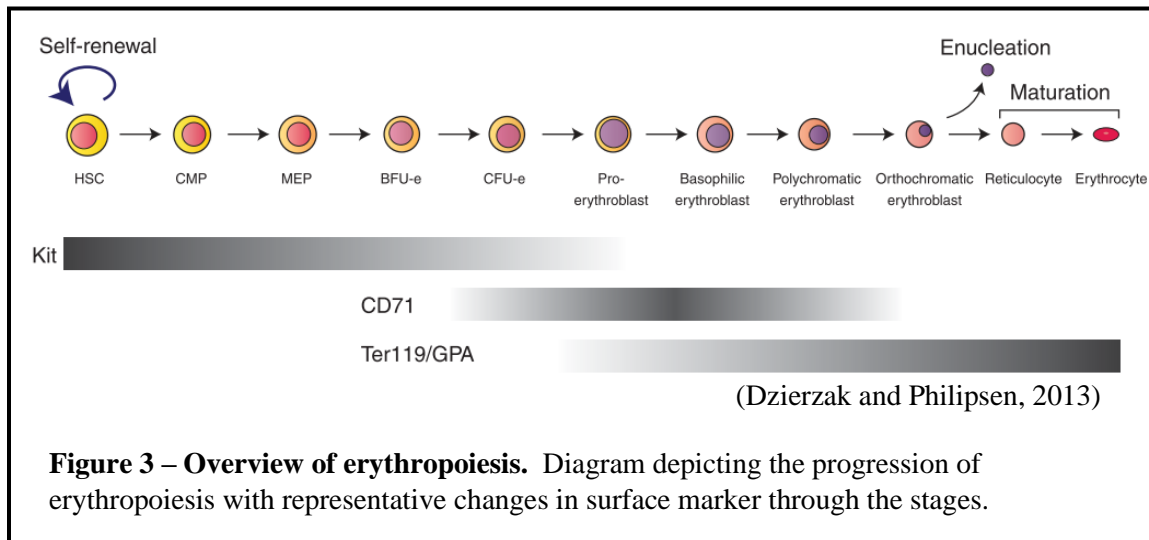 Self-renewal
Enucleation
Maturation
HSC
CMP
MEP
BFU-e
CFU-e
Pro-
erythroblast
Basophilic
erythroblast
Polychromatic
erythroblast
Orthochromatic
erythroblast
Reticulocyte
Erythrocyte
Kit
CD71
Ter119/GPA
(Dzierzak and Philipsen, 2013)
Figure 3 – Overview of erythropoiesis. Diagram depicting the progression of
erythropoiesis with representative changes in surface marker through the stages.